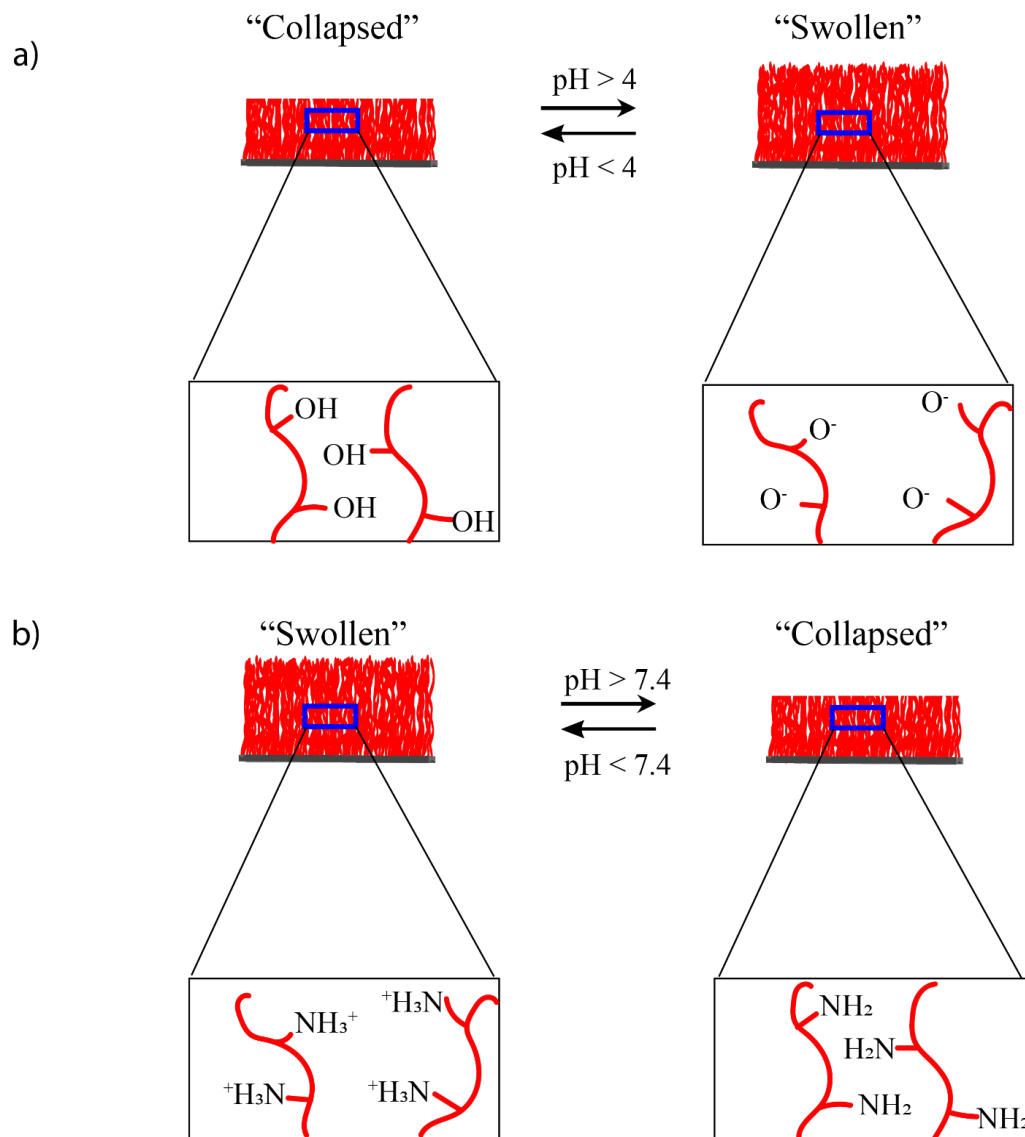 “Collapsed” “Swollen”
a)
pH > 4
pH < 4
OH
OH
OH
OH
O⁻
O⁻
O⁻
O⁻
b)
“Swollen” “Collapsed”
pH > 7.4
pH < 7.4
⁺H₃N
NH₃⁺
⁺H₃N
⁺H₃N
NH₂
H₂N
NH₂
NH₂